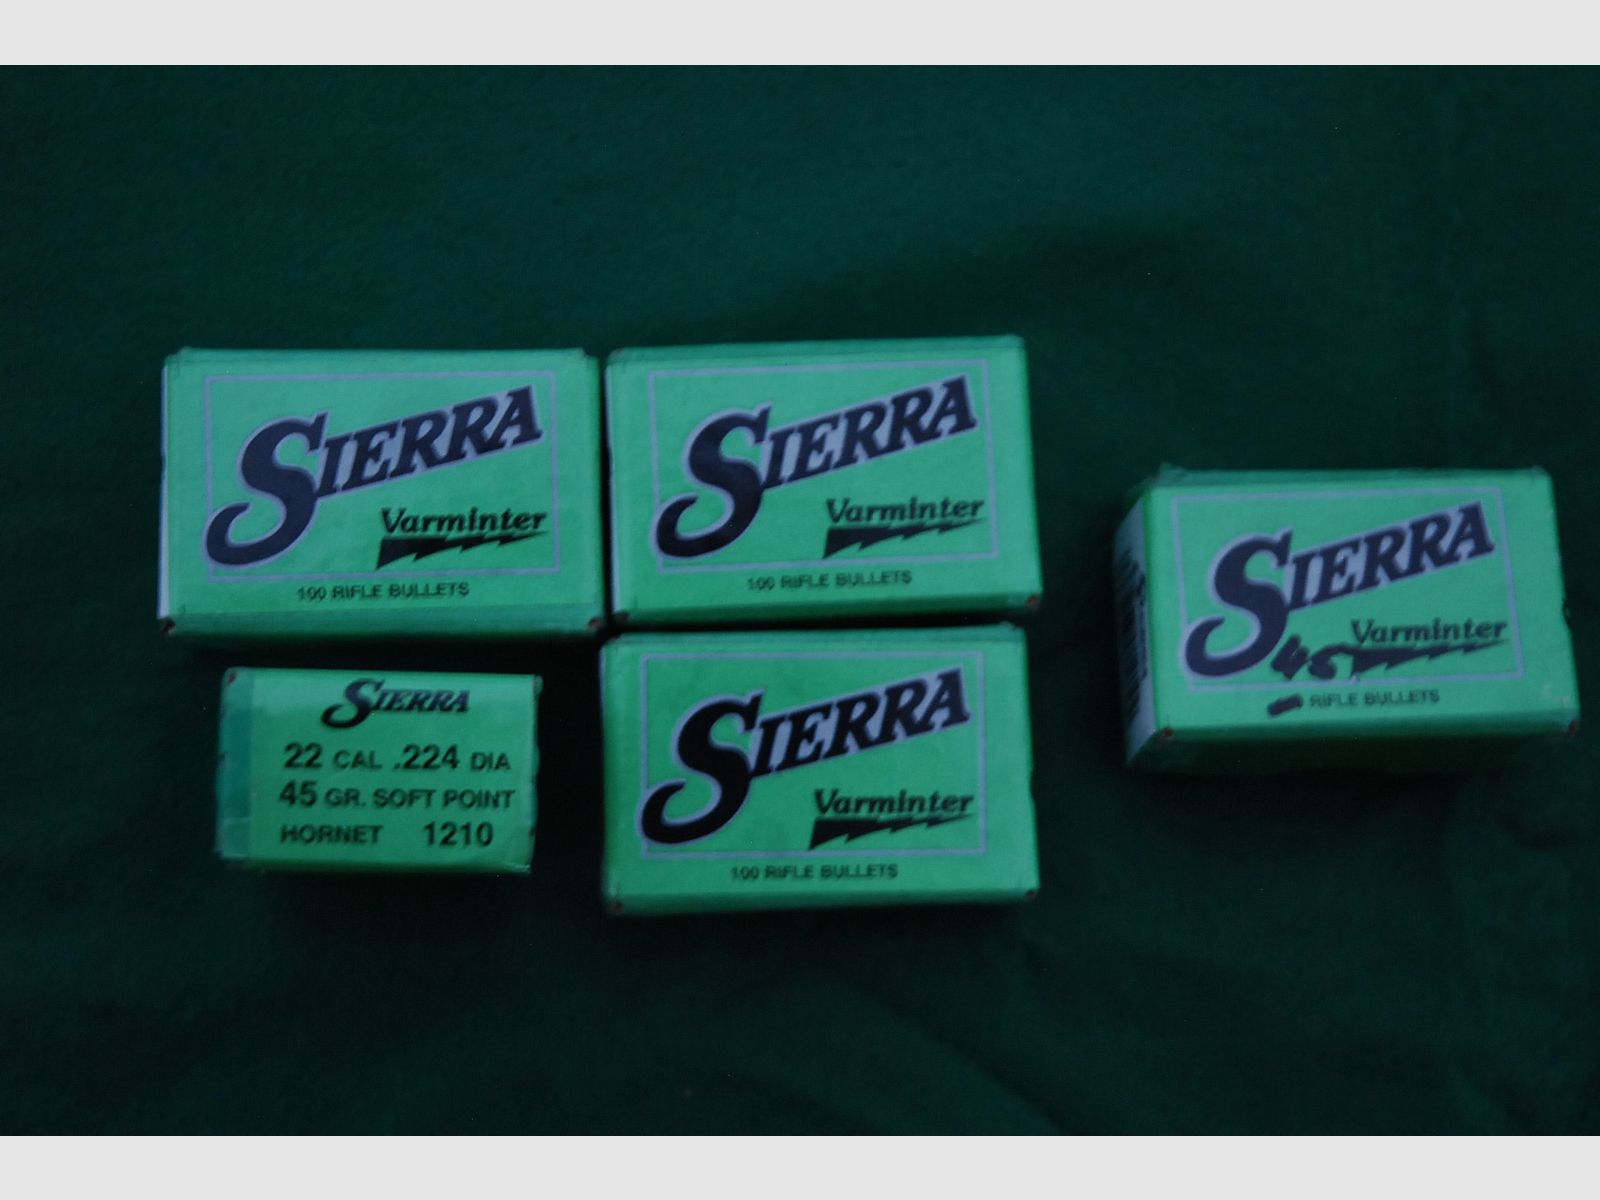 SIERRA
Varminter
100 RIFLE BULLETS
SIERRA
Varminter
100 RIFLE BULLETS
SIERRA
22 CAL .224 DIA
45 GR. SOFT POINT
HORNET 1210
SIERRA
Varminter
100 RIFLE BULLETS
SIERRA
45 Varminter
RIFLE BULLETS